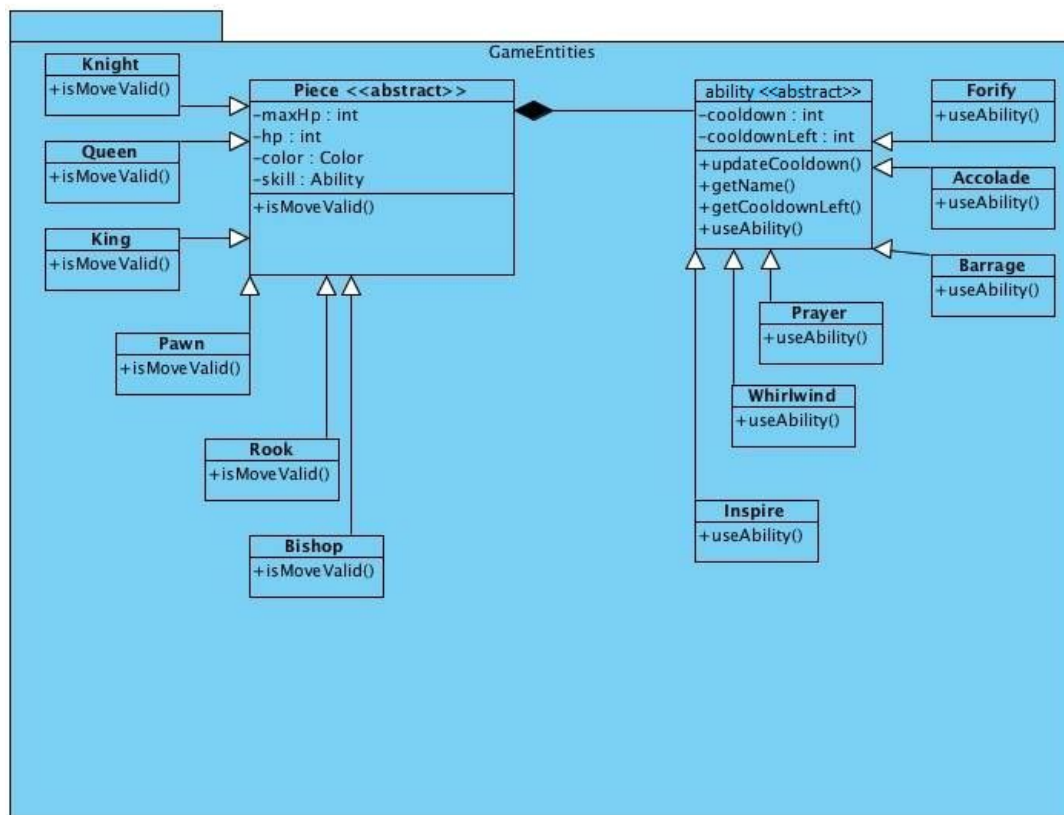 GameEntities
Knight
+isMoveValid()
Queen
+isMoveValid()
King
+isMoveValid()
Pawn
+isMoveValid()
Rook
+isMoveValid()
Bishop
+isMoveValid()
Piece <<abstract>>
-maxHp : int
-hp : int
-color : Color
-skill : Ability
+isMoveValid()
ability <<abstract>>
-cooldown : int
-cooldownLeft : int
+updateCooldown()
+getName()
+getCooldownLeft()
+useAbility()
Forify
+useAbility()
Accolade
+useAbility()
Barrage
+useAbility()
Prayer
+useAbility()
Whirlwind
+useAbility()
Inspire
+useAbility()